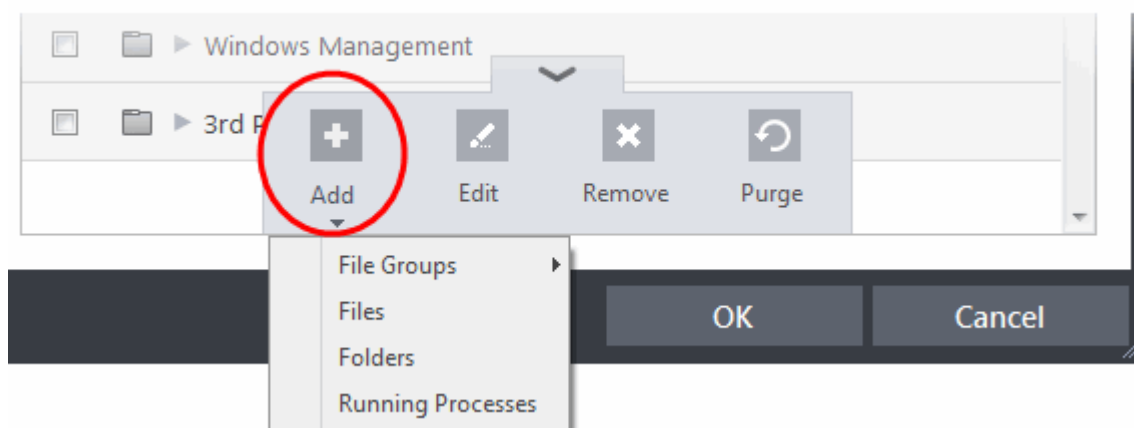 Windows Management
3rd P
Add Edit Remove Purge
File Groups
Files
Folders
Running Processes
OK Cancel